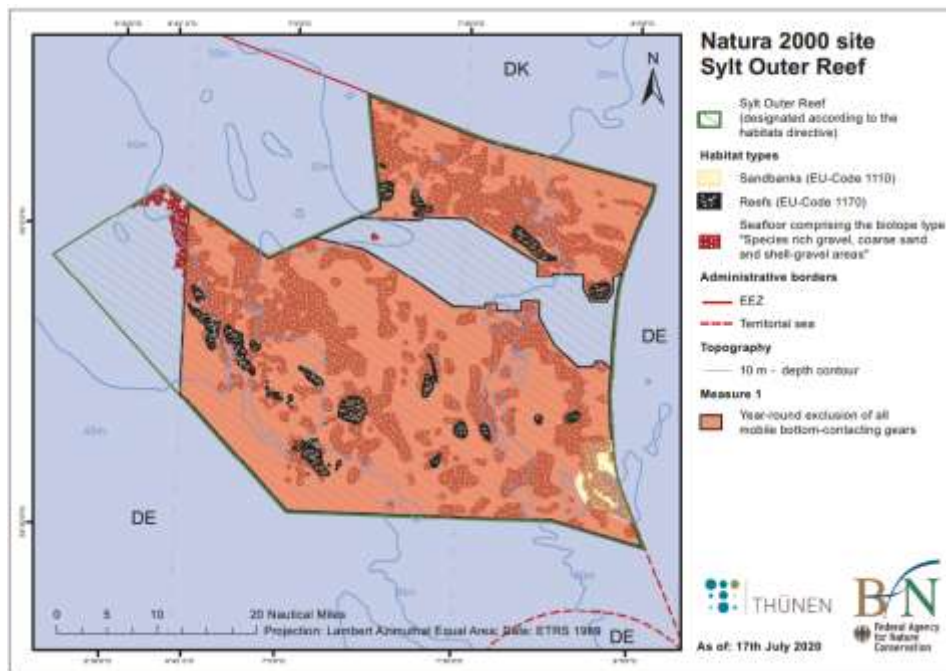 Natura 2000 site
Sylt Outer Reef
Sylt Outer Reef
(designated according to the
habitats directive)
Habitat types
Sandbanks (EU-Code 1110)
Reefs (EU-Code 1170)
Seafloor comprising the biotope type
"Species rich gravel, coarse sand
and shell-gravel areas"
Administrative borders
EEZ
Territorial sea
Topography
10 m - depth contour
Measure 1
Year-round exclusion of all
mobile bottom-contacting gears
DK
N
DE
DE
DE
0 5 10 20 Nautical Miles
Projection: Lambert Azimuthal Equal Area; Date: ETRS 1989
THÜNEN
BfN
Federal Agency
for Nature
Conservation
As of: 17th July 2020